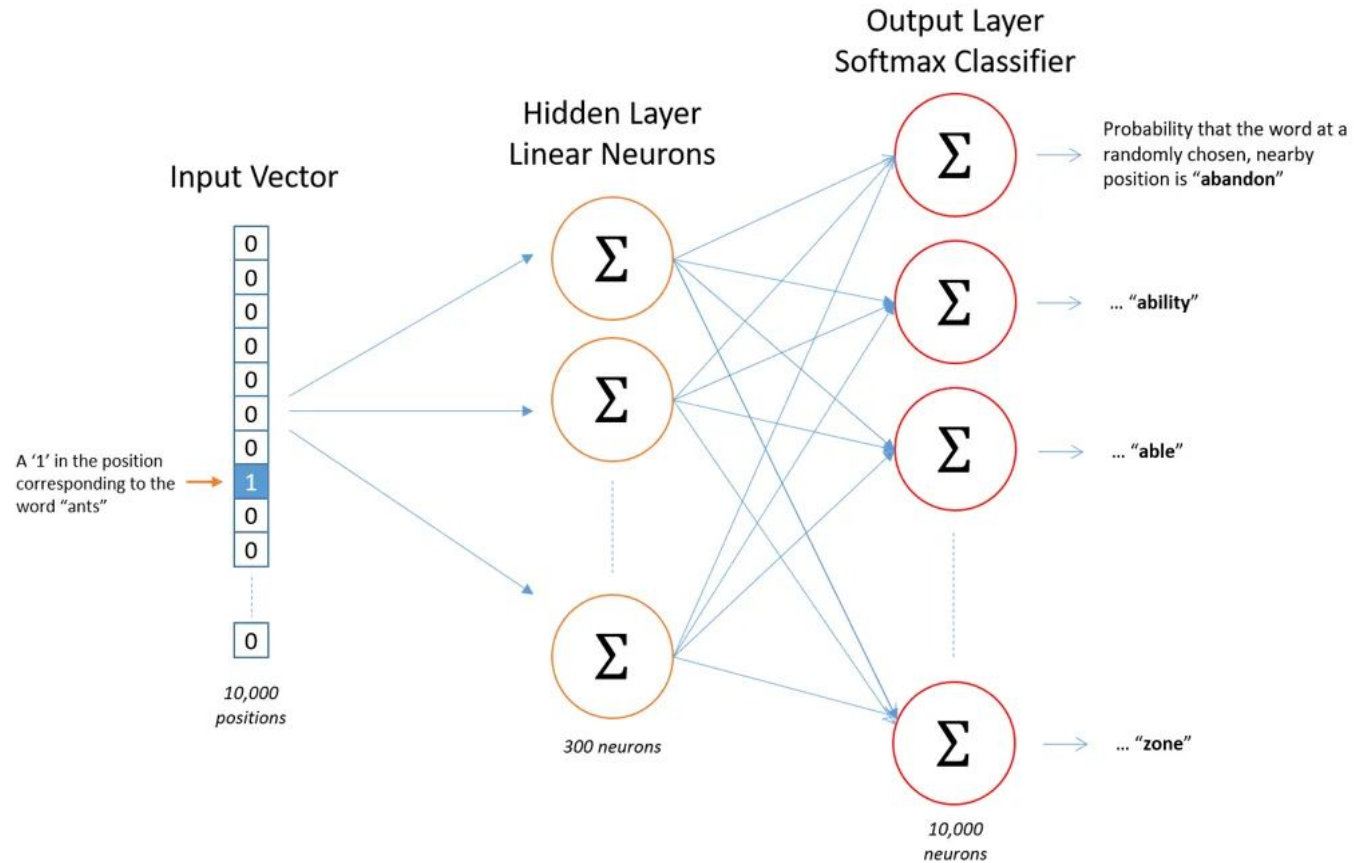 Output Layer
Softmax Classifier
Hidden Layer
Linear Neurons
Input Vector
0
0
0
0
0
0
0
1
0
0
0
A ‘1’ in the position
corresponding to the
word “ants”
10,000
positions
Σ
Σ
Σ
300 neurons
Σ
Σ
Σ
Σ
10,000
neurons
Probability that the word at a
randomly chosen, nearby
position is “abandon”
... “ability”
... “able”
... “zone”